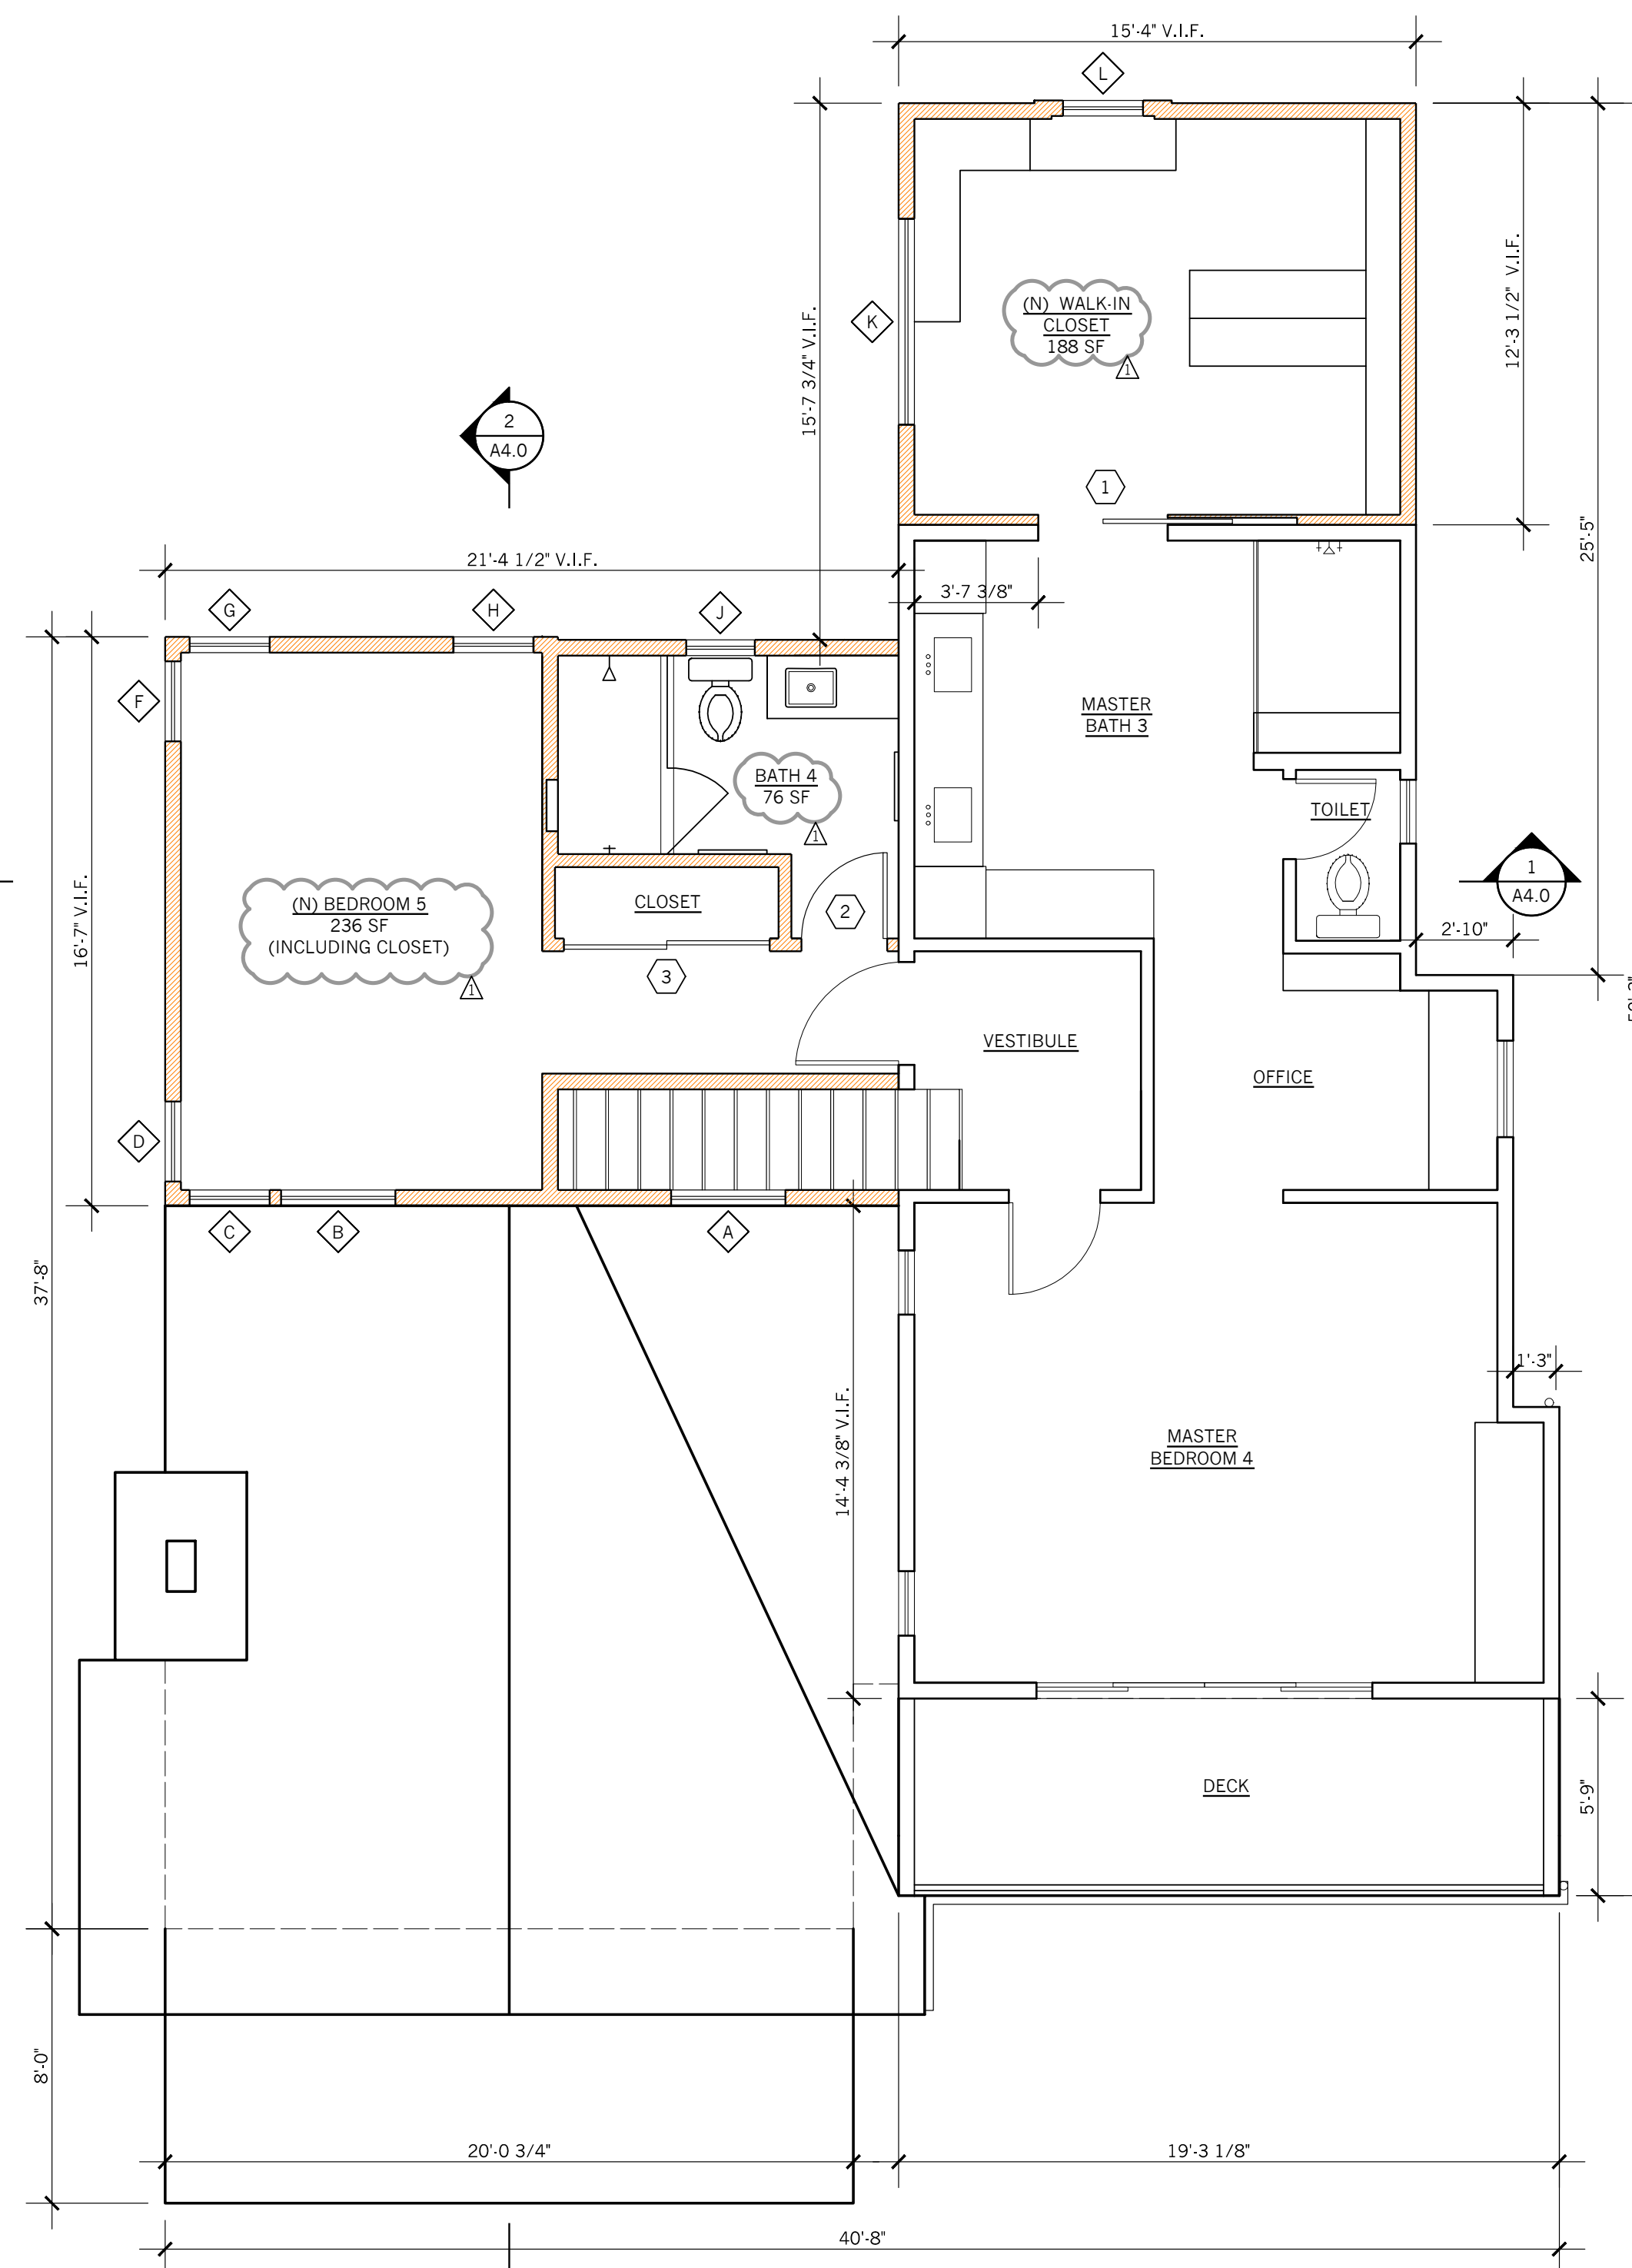 15'-4" V.I.F.
L
K
(N) WALK-IN
CLOSET
188 SF
1
15'-7 3/4" V.I.F.
12'-3 1/2" V.I.F.
25'-5"
2
A4.0
1
21'-4 1/2" V.I.F.
3'-7 3/8"
G
H
J
F
MASTER
BATH 3
BATH 4
76 SF
1
TOILET
1
A4.0
2'-10"
16'-7" V.I.F.
(N) BEDROOM 5
236 SF
(INCLUDING CLOSET)
1
CLOSET
2
3
VESTIBULE
OFFICE
D
C
B
A
37'-8"
14'-4 3/8" V.I.F.
1'-3"
MASTER
BEDROOM 4
DECK
5'-9"
8'-0"
20'-0 3/4"
19'-3 1/8"
40'-8"